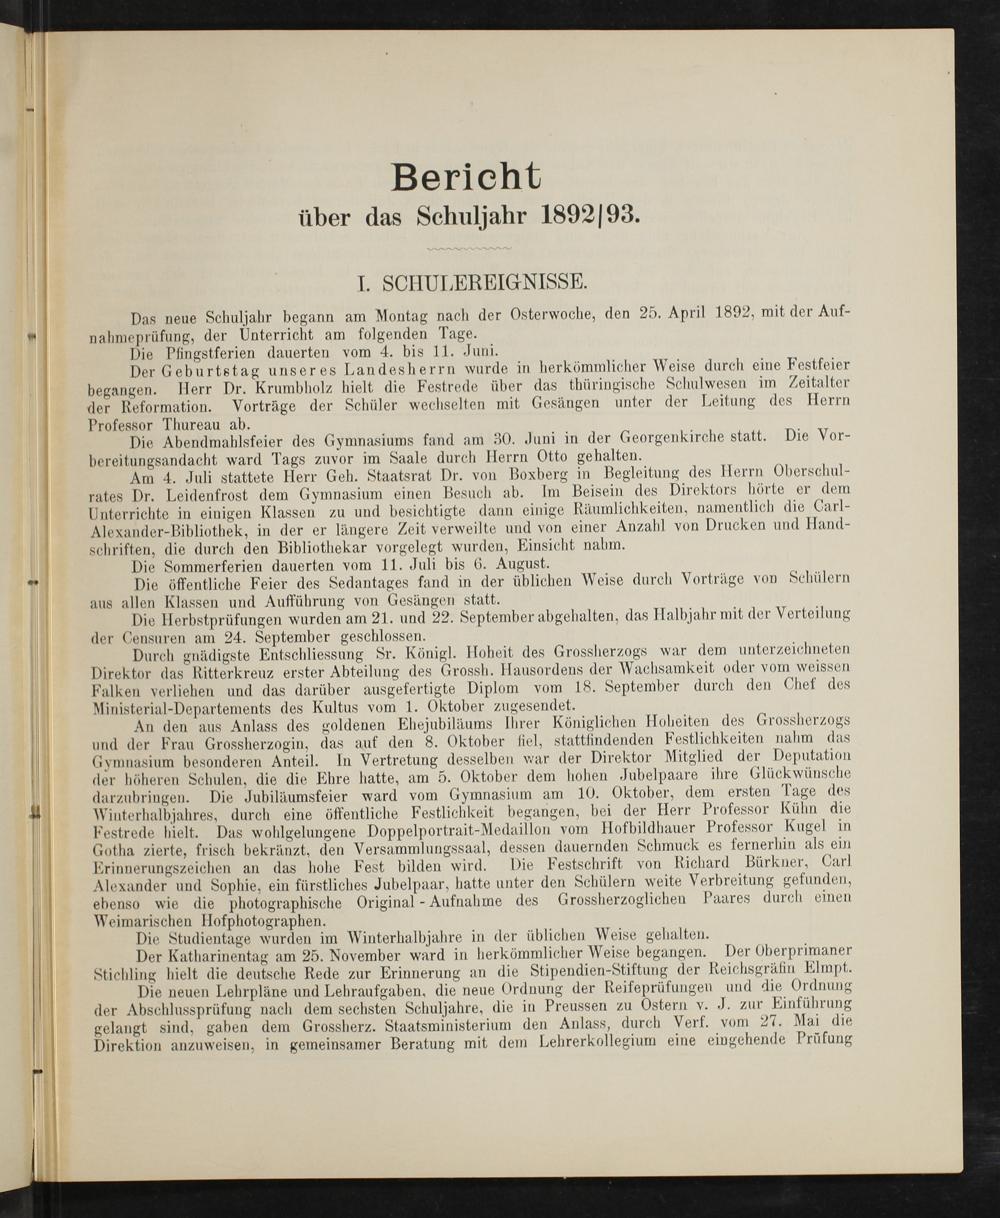 Bericht
über das Schuljahr 1892|93.
I. SCHULEREIGNISSE.
Das neue Schuljahr begann am Montag nach der Osterwoche, den 25. April 1892, mit der Auf-
nahmeprüfung, der Unterricht am folgenden Tage.
Die Pfingstferien dauerten vom 4. bis 11. Juni.
Der Geburtstag unseres Landesherrn wurde in herkömmlicher Weise durch eine Festfeier
begangen. Herr Dr. Krumbholz hielt die Festrede über das thüringische Schulwesen im Zeitalter
der Reformation. Vorträge der Schüler wechselten mit Gesängen unter der Leitung des Herrn
Professor Thureau ab.
Die Abendmahlsfeier des Gymnasiums fand am 30. Juni in der Georgenkirche statt. Die Vor-
bereitungsandacht ward Tags zuvor im Saale durch Herrn Otto gehalten.
Am 4. Juli stattete Herr Geh. Staatsrat Dr. von Boxberg in Begleitung des Herrn Oberschul-
rates Dr. Leidenfrost dem Gymnasium einen Besuch ab. Im Beisein des Direktors hörte er dem
Unterrichte in einigen Klassen zu und besichtigte dann einige Räumlichkeiten, namentlich die Carl-
Alexander-Bibliothek, in der er längere Zeit verweilte und von einer Anzahl von Drucken und Hand-
schriften, die durch den Bibliothekar vorgelegt wurden, Einsicht nahm.
Die Sommerferien dauerten vom 11. Juli bis 6. August.
Die öffentliche Feier des Sedantages fand in der üblichen Weise durch Vorträge von Schülern
aus allen Klassen und Aufführung von Gesängen statt.
Die Herbstprüfungen wurden am 21. und 22. September abgehalten, das Halbjahr mit der Verteilung
der Censuren am 24. September geschlossen.
Durch gnädigste Entschliessung Sr. Königl. Hoheit des Grossherzogs war dem unterzeichneten
Direktor das Ritterkreuz erster Abteilung des Grossh. Hausordens der Wachsamkeit oder vom weissen
Falken verliehen und das darüber ausgefertigte Diplom vom 18. September durch den Chef des
Ministerial-Departements des Kultus vom 1. Oktober zugesendet.
An den aus Anlass des goldenen Ehejubiläums Ihrer Königlichen Hoheiten des Grossherzogs
und der Frau Grossherzogin, das auf den 8. Oktober fiel, stattfindenden Festlichkeiten nahm das
Gymnasium besonderen Anteil. In Vertretung desselben war der Direktor Mitglied der Deputation
der höheren Schulen, die die Ehre hatte, am 5. Oktober dem hohen Jubelpaare ihre Glückwünsche
darzubringen. Die Jubiläumsfeier ward vom Gymnasium am 10. Oktober, dem ersten Tage des
Winterhalbjahres, durch eine öffentliche Festlichkeit begangen, bei der Herr Professor Kühn die
Festrede hielt. Das wohlgelungene Doppelportrait-Medaillon vom Hofbildhauer Professor Kugel in
Gotha zierte, frisch bekränzt, den Versammlungssaal, dessen dauernden Schmuck es fernerhin als ein
Erinnerungszeichen an das hohe Fest bilden wird. Die Festschrift von Richard Bürkner, Carl
Alexander und Sophie, ein fürstliches Jubelpaar, hatte unter den Schülern weite Verbreitung gefunden,
ebenso wie die photographische Original-Aufnahme des Grossherzoglichen Paares durch einen
Weimarischen Hofphotographen.
Die Studientage wurden im Winterhalbjahre in der üblichen Weise gehalten.
Der Katharinentag am 25. November ward in herkömmlicher Weise begangen. Der Oberprimaner
Stichling hielt die deutsche Rede zur Erinnerung an die Stipendien-Stiftung der Reichsgräfin Elmpt.
Die neuen Lehrpläne und Lehraufgaben, die neue Ordnung der Reifeprüfungen und die Ordnung
der Abschlussprüfung nach dem sechsten Schuljahre, die in Preussen zu Ostern v. J. zur Einführung
gelangt sind, gaben dem Grossherz. Staatsministerium den Anlass, durch Verf. vom 27. Mai die
Direktion anzuweisen, in gemeinsamer Beratung mit dem Lehrerkollegium eine eingehende Prüfung